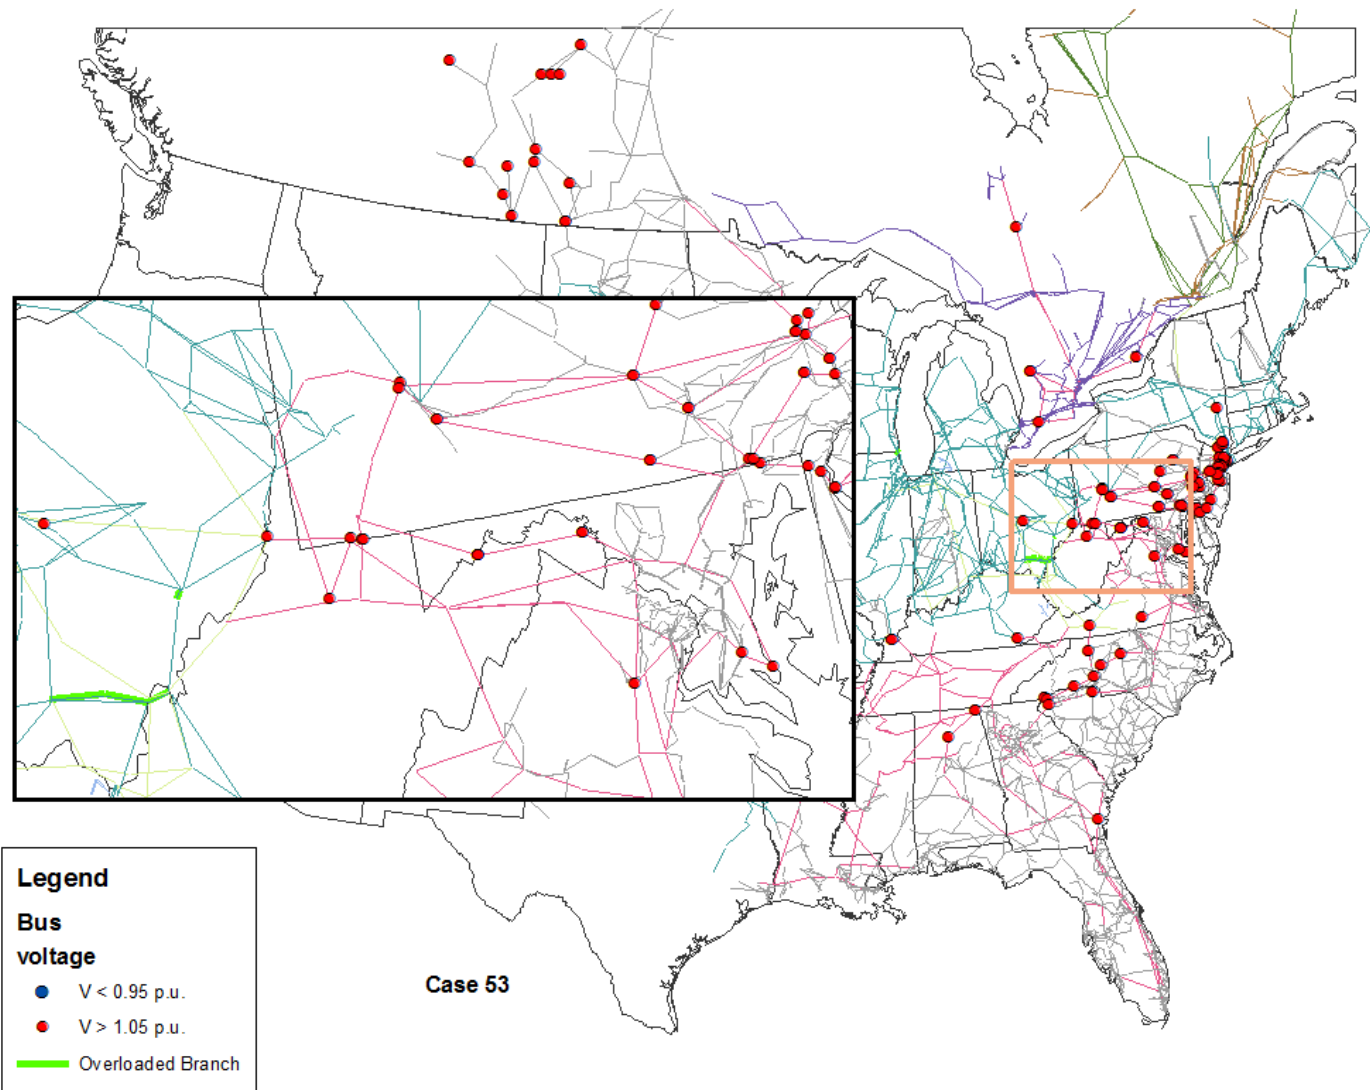 Case 53
Legend
Bus
voltage
V < 0.95 p.u.
V > 1.05 p.u.
Overloaded Branch